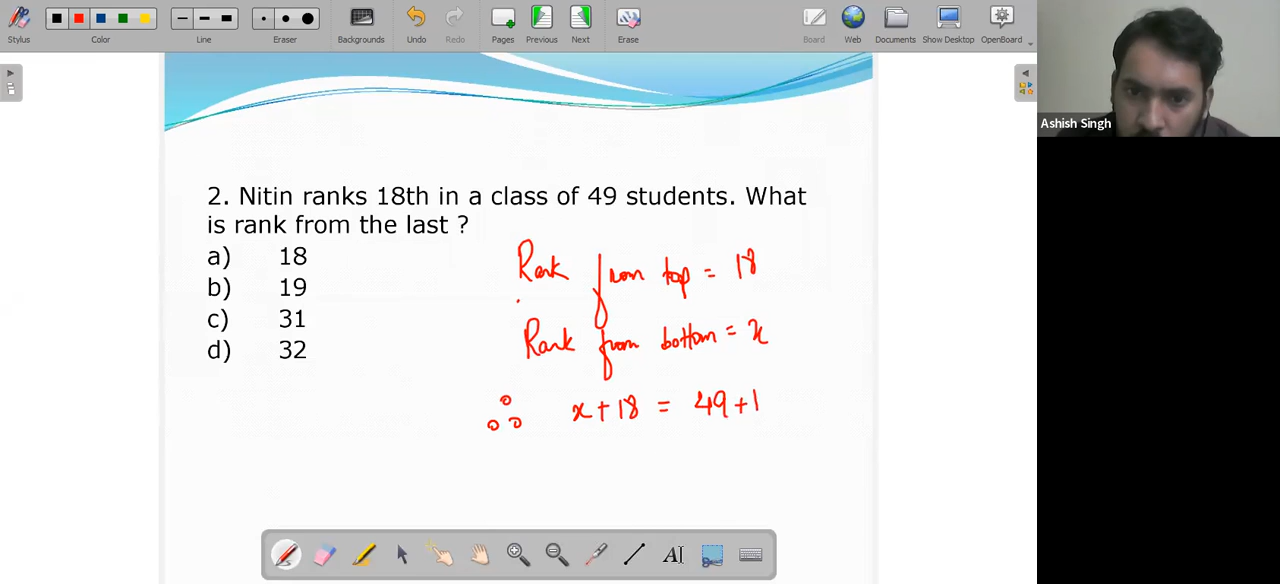 Stylus Color Line Eraser Backgrounds Undo Redo Pages Previous Next Erase Board Web Documents Show Desktop OpenBoard
Ashish Singh
2. Nitin ranks 18th in a class of 49 students. What
is rank from the last ?
a) 18
b) 19
c) 31
d) 32
Rank from top = 18
Rank from bottom = x
∴ x + 18 = 49 + 1